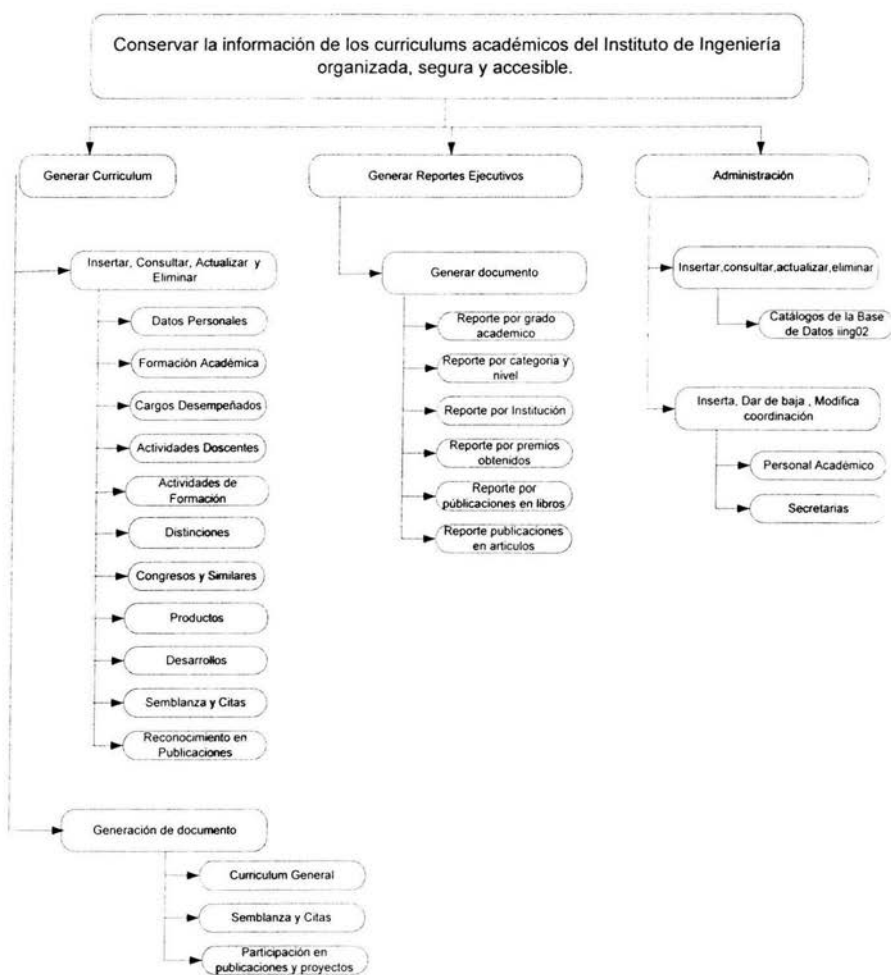 Conservar la información de los curriculums académicos del Instituto de Ingeniería
organizada, segura y accesible.
Generar Curriculum
Generar Reportes Ejecutivos
Administración
Insertar, Consultar, Actualizar y
Eliminar
Datos Personales
Formación Académica
Cargos Desempeñados
Actividades Doscentes
Actividades de
Formación
Distinciones
Congresos y Similares
Productos
Desarrollos
Semblanza y Citas
Reconocimiento en
Publicaciones
Generación de documento
Curriculum General
Semblanza y Citas
Participación en
publicaciones y proyectos
Generar documento
Reporte por grado
academico
Reporte por categoria y
nivel
Reporte por Institución
Reporte por premios
obtenidos
Reporte por
públicaciones en libros
Reporte publicaciones
en articulos
Insertar,consultar,actualizar,eliminar
Catálogos de la Base
de Datos iing02
Inserta, Dar de baja , Modifica
coordinación
Personal Académico
Secretarias